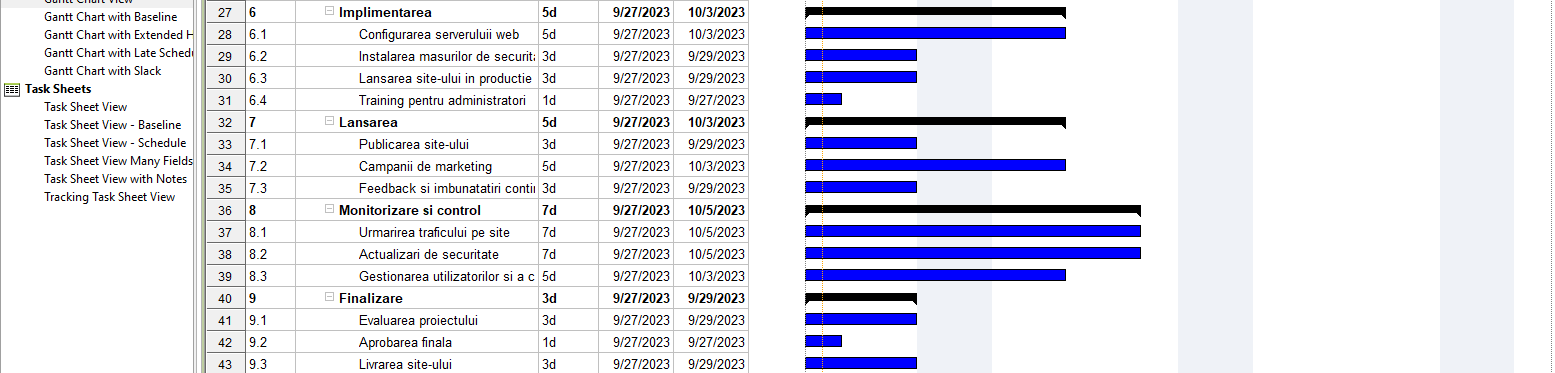 Gantt Chart View
Gantt Chart with Baseline
Gantt Chart with Extended H
Gantt Chart with Late Schedu
Gantt Chart with Slack
Task Sheets
Task Sheet View
Task Sheet View - Baseline
Task Sheet View - Schedule
Task Sheet View Many Fields
Task Sheet View with Notes
Tracking Task Sheet View
27 6 Implimentarea 5d 9/27/2023 10/3/2023
28 6.1 Configurarea serveruluii web 5d 9/27/2023 10/3/2023
29 6.2 Instalarea masurilor de securita 3d 9/27/2023 9/29/2023
30 6.3 Lansarea site-ului in productie 3d 9/27/2023 9/29/2023
31 6.4 Training pentru administratori 1d 9/27/2023 9/27/2023
32 7 Lansarea 5d 9/27/2023 10/3/2023
33 7.1 Publicarea site-ului 3d 9/27/2023 9/29/2023
34 7.2 Campanii de marketing 5d 9/27/2023 10/3/2023
35 7.3 Feedback si imbunatatiri conti 3d 9/27/2023 9/29/2023
36 8 Monitorizare si control 7d 9/27/2023 10/5/2023
37 8.1 Urmarirea traficului pe site 7d 9/27/2023 10/5/2023
38 8.2 Actualizari de securitate 7d 9/27/2023 10/5/2023
39 8.3 Gestionarea utilizatorilor si a c 5d 9/27/2023 10/3/2023
40 9 Finalizare 3d 9/27/2023 9/29/2023
41 9.1 Evaluarea proiectului 3d 9/27/2023 9/29/2023
42 9.2 Aprobarea finala 1d 9/27/2023 9/27/2023
43 9.3 Livrarea site-ului 3d 9/27/2023 9/29/2023